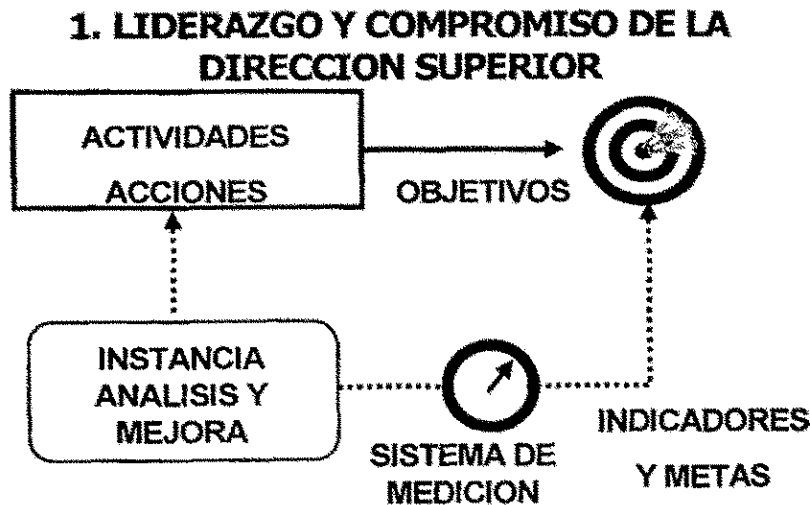 1. LIDERAZGO Y COMPROMISO DE LA
DIRECCION SUPERIOR
ACTIVIDADES
ACCIONES
OBJETIVOS
INSTANCIA
ANALISIS Y
MEJORA
SISTEMA DE
MEDICION
INDICADORES
Y METAS